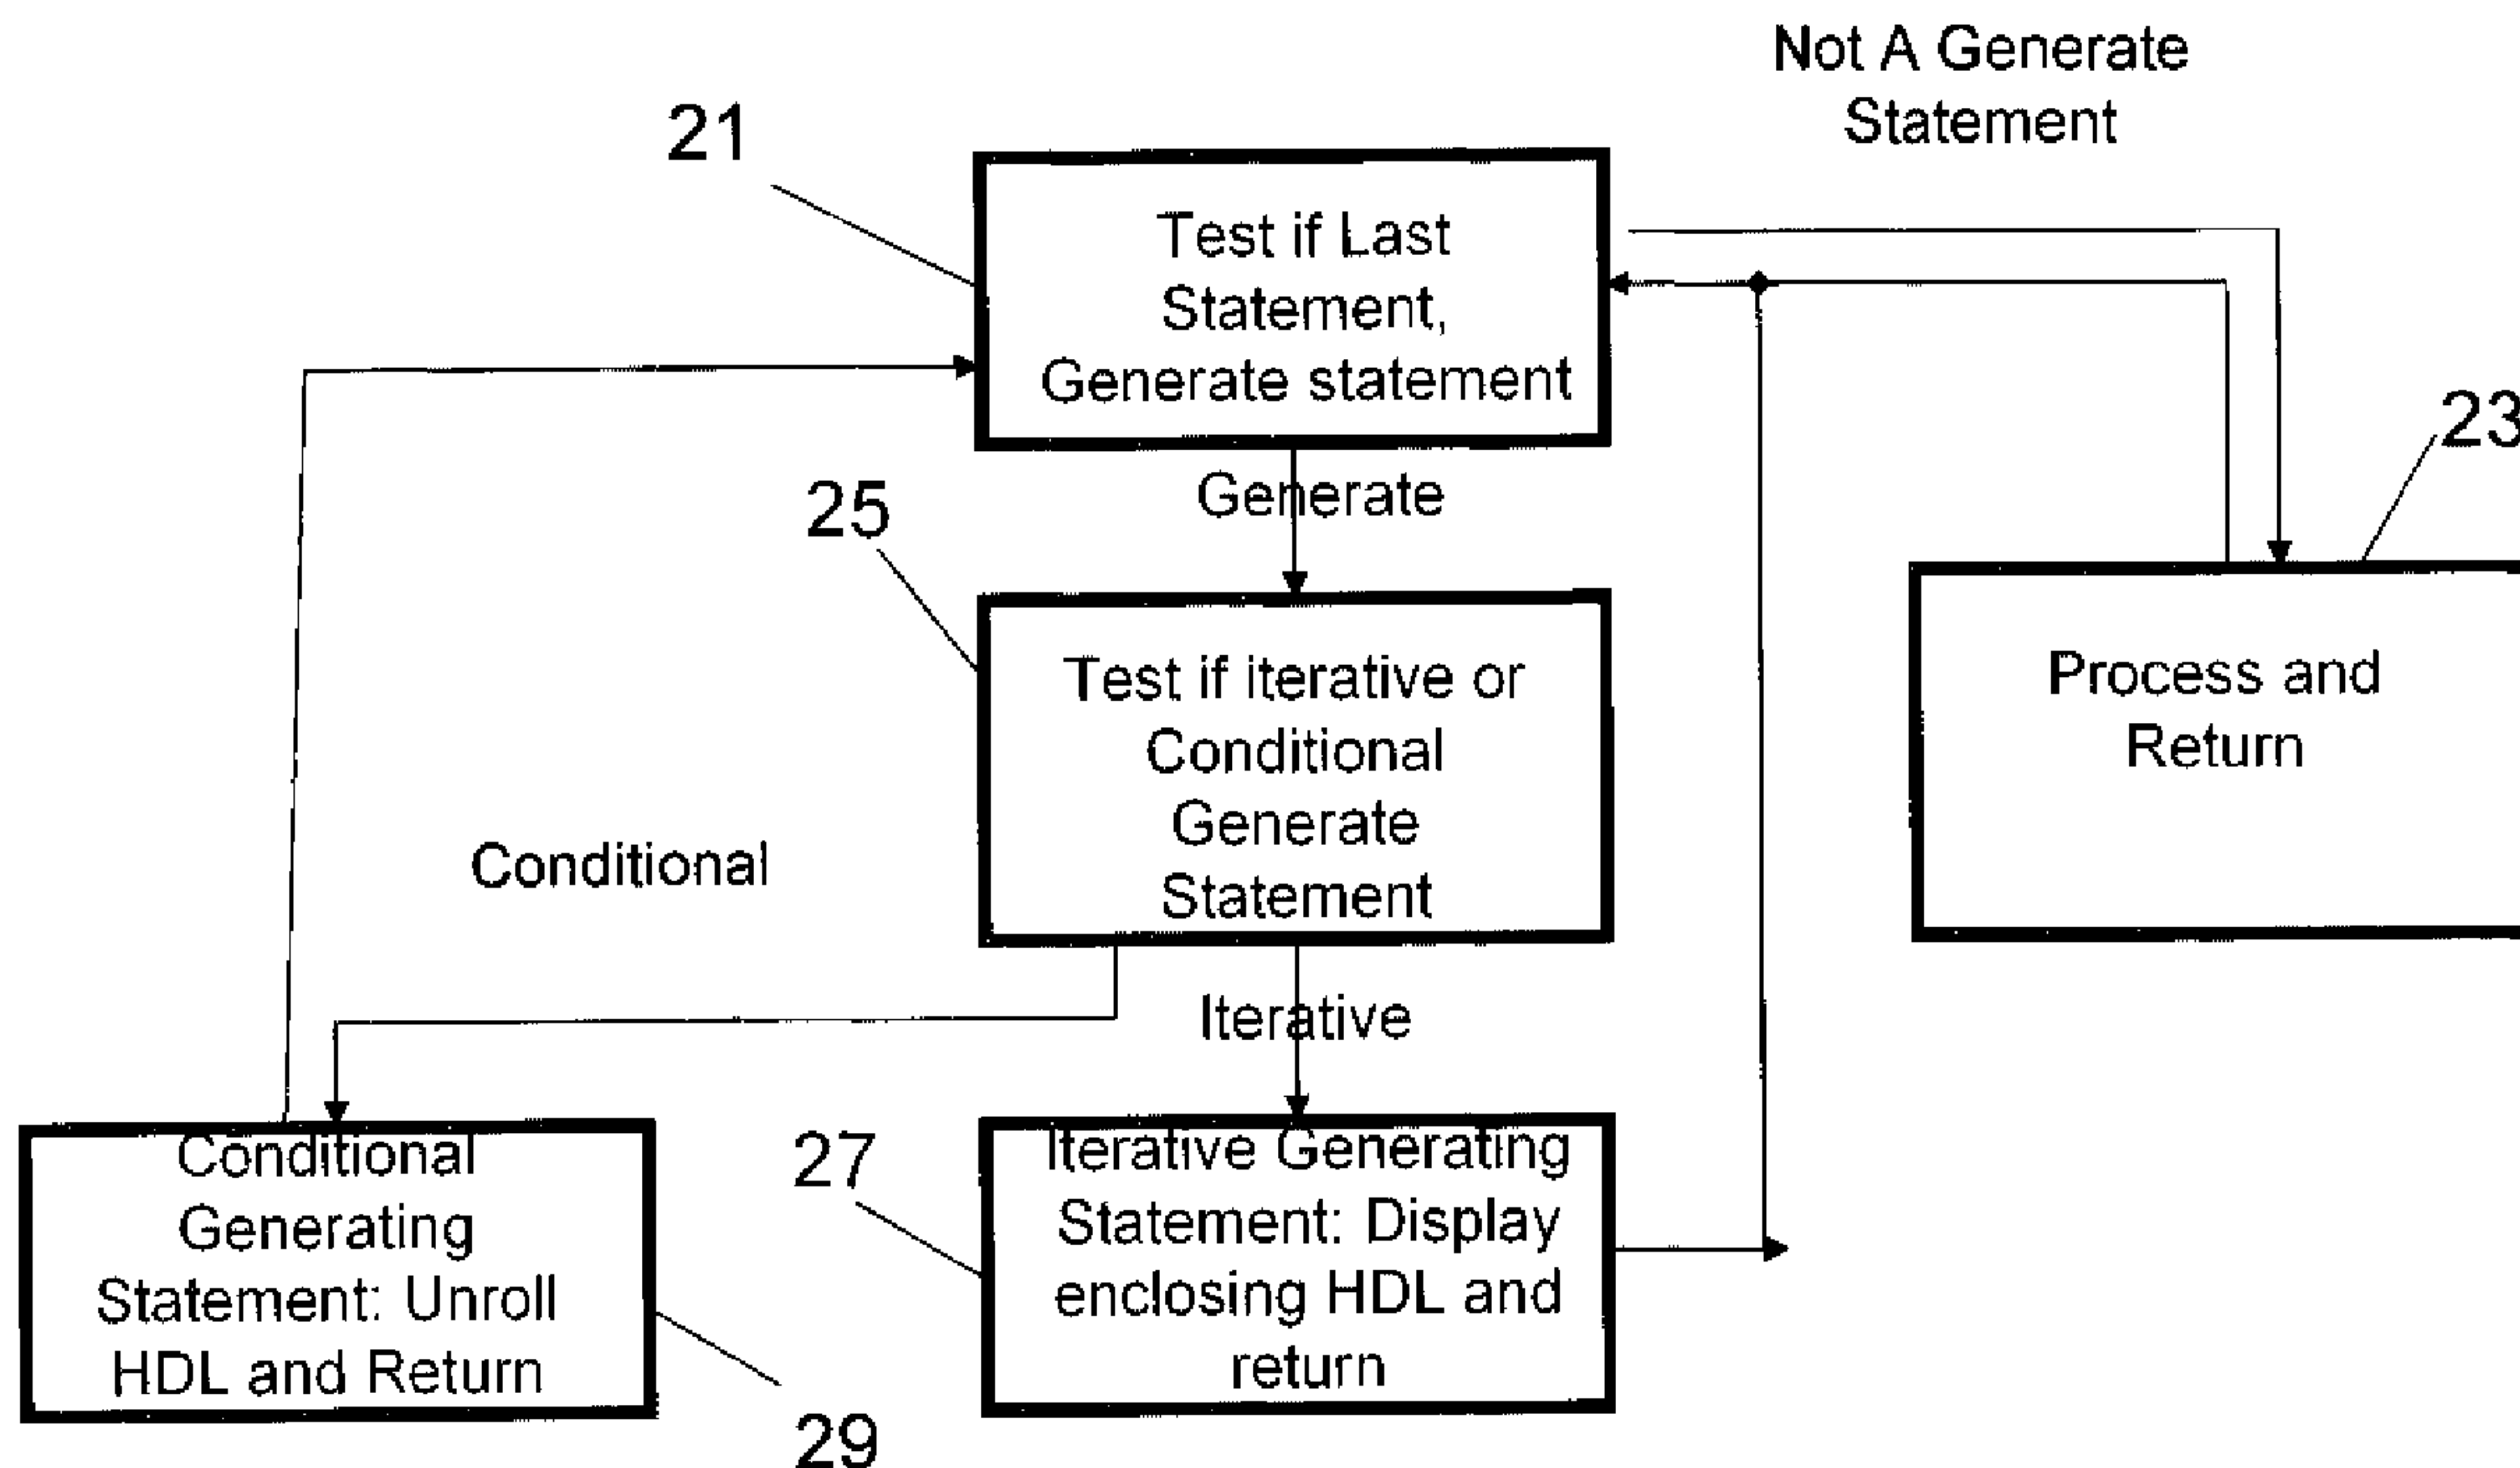 Not A Generate
Statement
21
Test if Last
Statement,
Generate statement
23
Generate
25
Test if iterative or
Conditional
Generate
Statement
Process and
Return
Conditional
Iterative
Conditional
Generating
Statement: Unroll
HDL and Return
27
Iterative Generating
Statement: Display
enclosing HDL and
return
29